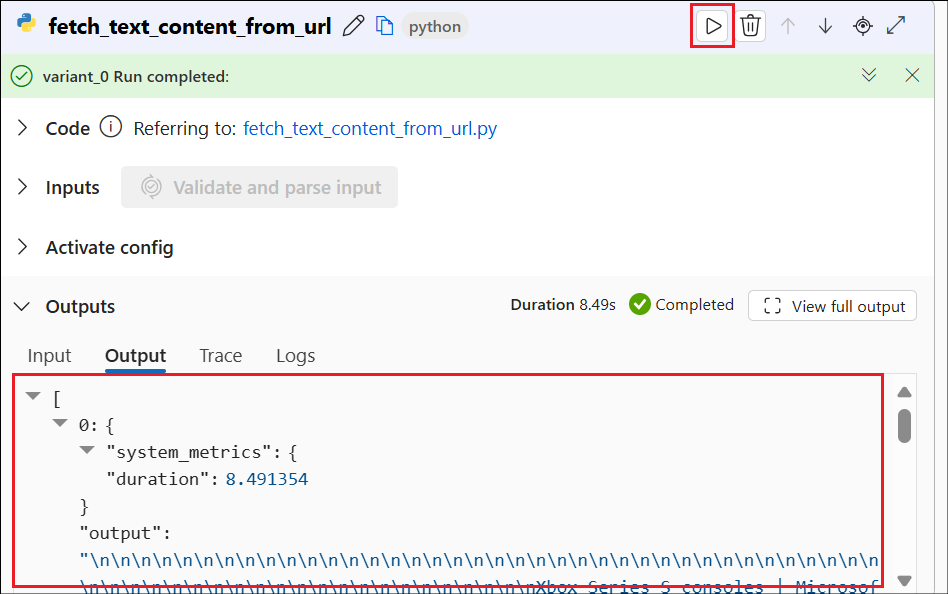 fetch_text_content_from_url python
variant_0 Run completed:
Code Referring to: fetch_text_content_from_url.py
Inputs Validate and parse input
Activate config
Outputs Duration 8.49s Completed View full output
Input Output Trace Logs
[
0: {
"system_metrics": {
"duration": 8.491354
}
"output":
"\n\n\n\n\n\n\n\n\n\n\n\n\n\n\n\n\n\n\n\n\n\n\n\n\n\n\n\n\n\n\n\n\n\n\n\n\n\n
\n\n\n\n\n\n\n\n\n\n\n\n\n\n\n\n\n\n\n\n\n\nXbox Series S consoles | Microsof